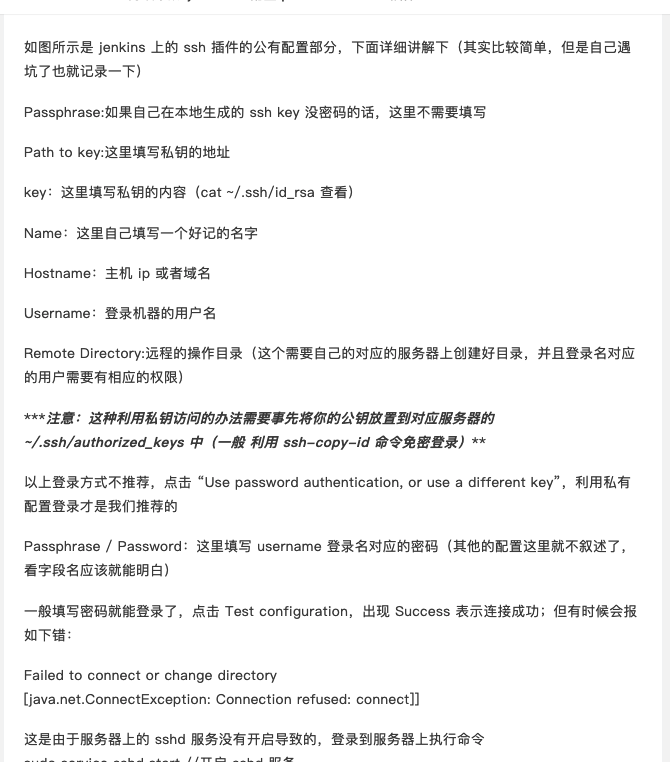 如图所示是 jenkins 上的 ssh 插件的公有配置部分，下面详细讲解下（其实比较简单，但是自己遇
坑了也就记录一下）
Passphrase:如果自己在本地生成的 ssh key 没密码的话，这里不需要填写
Path to key:这里填写私钥的地址
key：这里填写私钥的内容（cat ~/.ssh/id_rsa 查看）
Name：这里自己填写一个好记的名字
Hostname：主机 ip 或者域名
Username：登录机器的用户名
Remote Directory:远程的操作目录（这个需要自己的对应的服务器上创建好目录，并且登录名对应
的用户需要有相应的权限）
***注意：这种利用私钥访问的办法需要事先将你的公钥放置到对应服务器的
~/.ssh/authorized_keys 中（一般 利用 ssh-copy-id 命令免密登录）**
以上登录方式不推荐，点击 “Use password authentication, or use a different key”，利用私有
配置登录才是我们推荐的
Passphrase / Password：这里填写 username 登录名对应的密码（其他的配置这里就不叙述了，
看字段名应该就能明白）
一般填写密码就能登录了，点击 Test configuration，出现 Success 表示连接成功；但有时候会报
如下错：
Failed to connect or change directory
[java.net.ConnectException: Connection refused: connect]]
这是由于服务器上的 sshd 服务没有开启导致的，登录到服务器上执行命令
sudo service sshd start //开启 sshd 服务